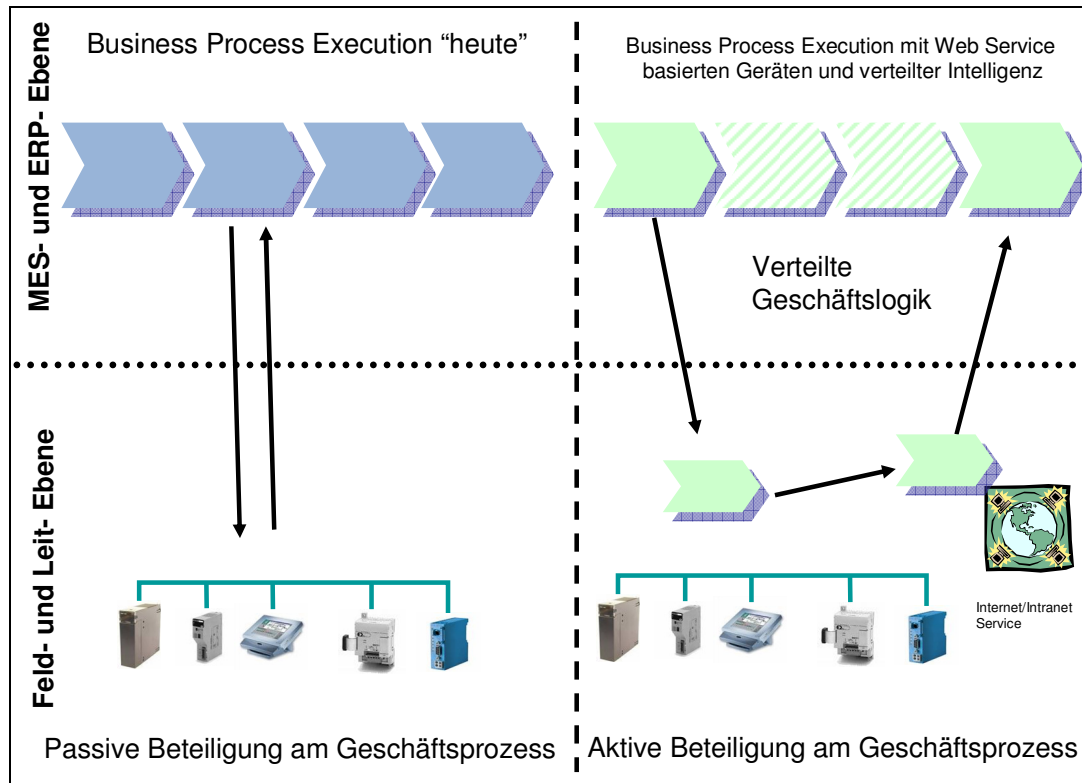 MES- und ERP- Ebene
Business Process Execution “heute”
Business Process Execution mit Web Service
basierten Geräten und verteilter Intelligenz
Verteilte
Geschäftslogik
Feld- und Leit- Ebene
Internet/Intranet
Service
Passive Beteiligung am Geschäftsprozess
Aktive Beteiligung am Geschäftsprozess